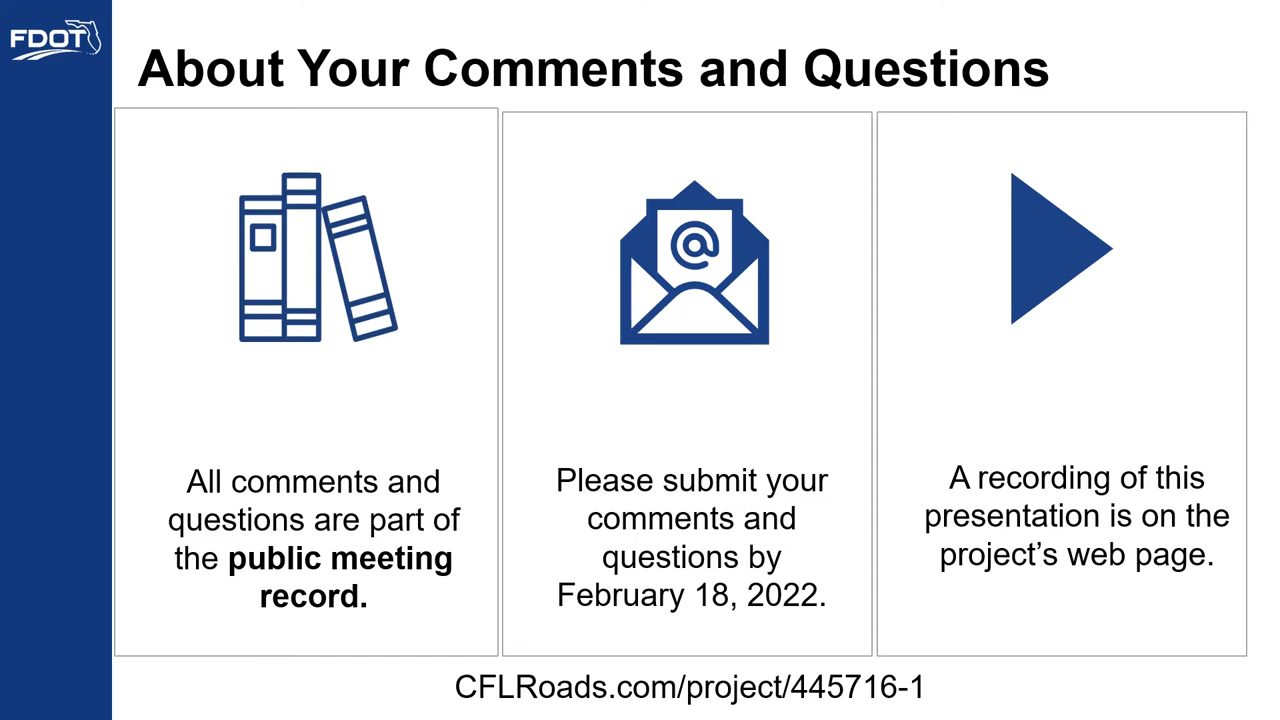 FDOT
About Your Comments and Questions
@
All comments and
questions are part of
the public meeting
record.
Please submit your
comments and
questions by
February 18, 2022.
A recording of this
presentation is on the
project’s web page.
CFLRoads.com/project/445716-1